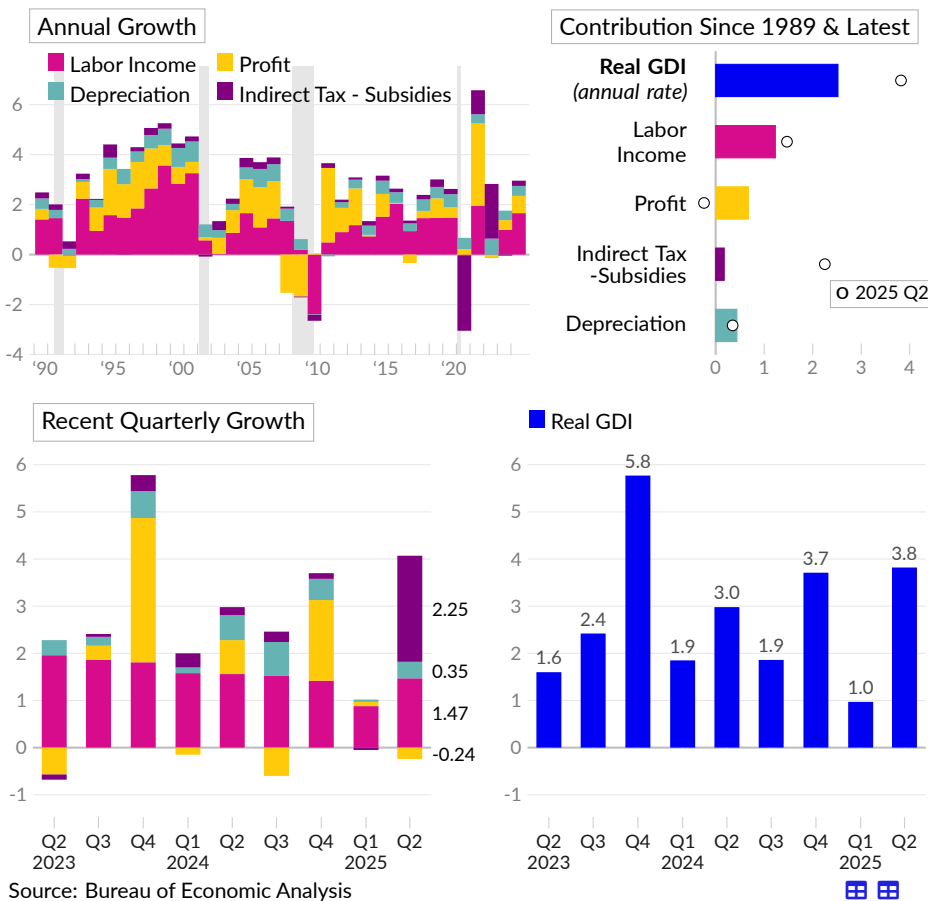 Annual Growth
Labor Income
Profit
Depreciation
Indirect Tax - Subsidies
6
4
2
0
-2
-4
‘90
‘95
‘00
‘05
‘10
‘15
‘20
Contribution Since 1989 & Latest
Real GDI
(annual rate)
Labor
Income
Profit
Indirect Tax
-Subsidies
2025 Q2
Depreciation
0 1 2 3 4
Recent Quarterly Growth
6
5
4
3
2
1
0
-1
2.25
0.35
1.47
-0.24
Q2 Q3 Q4 Q1 Q2 Q3 Q4 Q1 Q2
2023 2024 2025
Real GDI
6
5
4
3
2
1
0
-1
1.6
2.4
5.8
1.9
3.0
1.9
3.7
1.0
3.8
Q2 Q3 Q4 Q1 Q2 Q3 Q4 Q1 Q2
2023 2024 2025
Source: Bureau of Economic Analysis